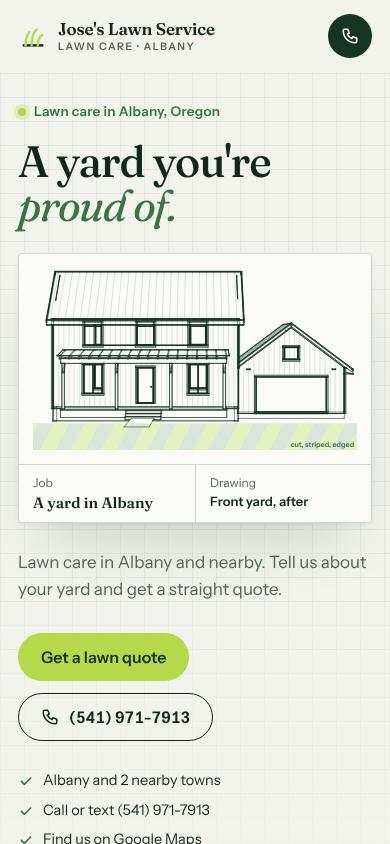 Jose's Lawn Service
LAWN CARE · ALBANY
Lawn care in Albany, Oregon
A yard you're
proud of.
cut, striped, edged
Job
A yard in Albany
Drawing
Front yard, after
Lawn care in Albany and nearby. Tell us about
your yard and get a straight quote.
Get a lawn quote
(541) 971-7913
Albany and 2 nearby towns
Call or text (541) 971-7913
Find us on Google Maps